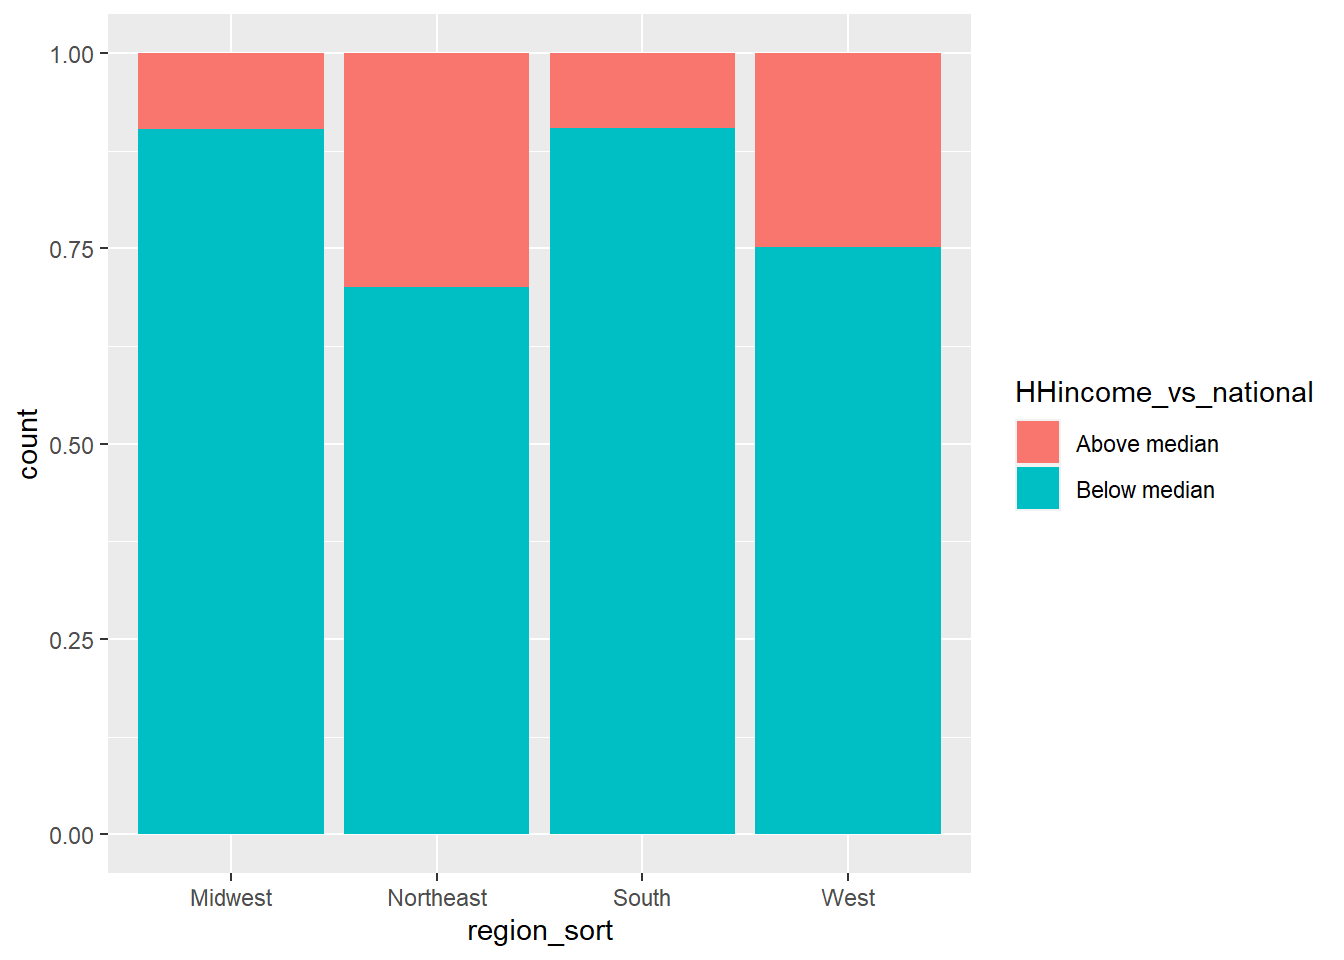 1.00
0.75
0.50
0.25
0.00
count
Midwest Northeast South West
region_sort
HHincome_vs_national
Above median
Below median